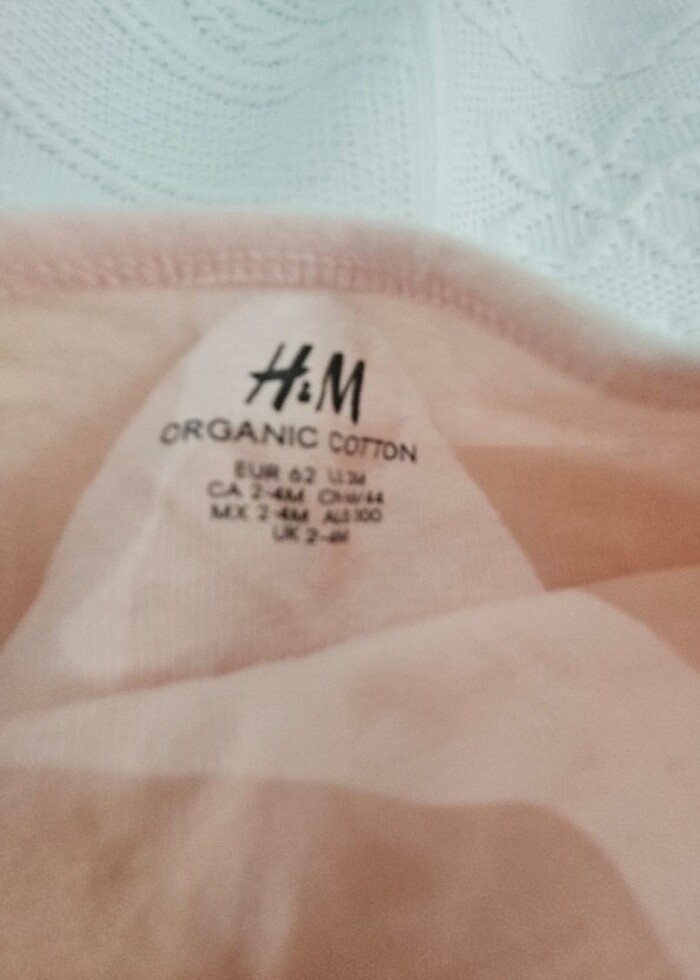 H&M
ORGANIC COTTON
EUR 62
CA 2-4M
MX 2-4M
UK 2-4M